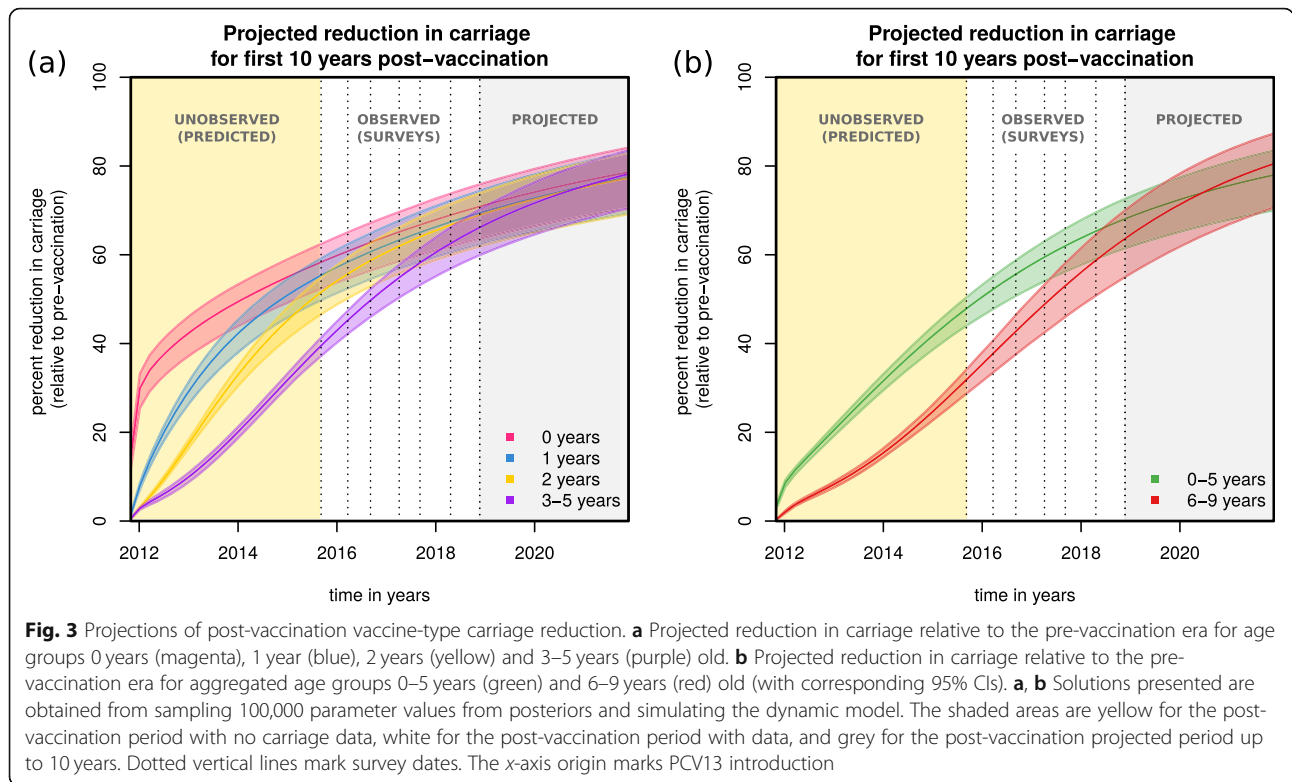 (a)
Projected reduction in carriage
for first 10 years post−vaccination
percent reduction in carriage
(relative to pre−vaccination)
0
20
40
60
80
100
UNOBSERVED
(PREDICTED)
OBSERVED
(SURVEYS)
PROJECTED
0 years
1 years
2 years
3−5 years
2012
2014
2016
2018
2020
time in years
(b)
Projected reduction in carriage
for first 10 years post−vaccination
percent reduction in carriage
(relative to pre−vaccination)
0
20
40
60
80
100
UNOBSERVED
(PREDICTED)
OBSERVED
(SURVEYS)
PROJECTED
0−5 years
6−9 years
2012
2014
2016
2018
2020
time in years
Fig. 3 Projections of post-vaccination vaccine-type carriage reduction. a Projected reduction in carriage relative to the pre-vaccination era for age
groups 0 years (magenta), 1 year (blue), 2 years (yellow) and 3–5 years (purple) old. b Projected reduction in carriage relative to the pre-
vaccination era for aggregated age groups 0–5 years (green) and 6–9 years (red) old (with corresponding 95% CIs). a, b Solutions presented are
obtained from sampling 100,000 parameter values from posteriors and simulating the dynamic model. The shaded areas are yellow for the post-
vaccination period with no carriage data, white for the post-vaccination period with data, and grey for the post-vaccination projected period up
to 10 years. Dotted vertical lines mark survey dates. The x-axis origin marks PCV13 introduction